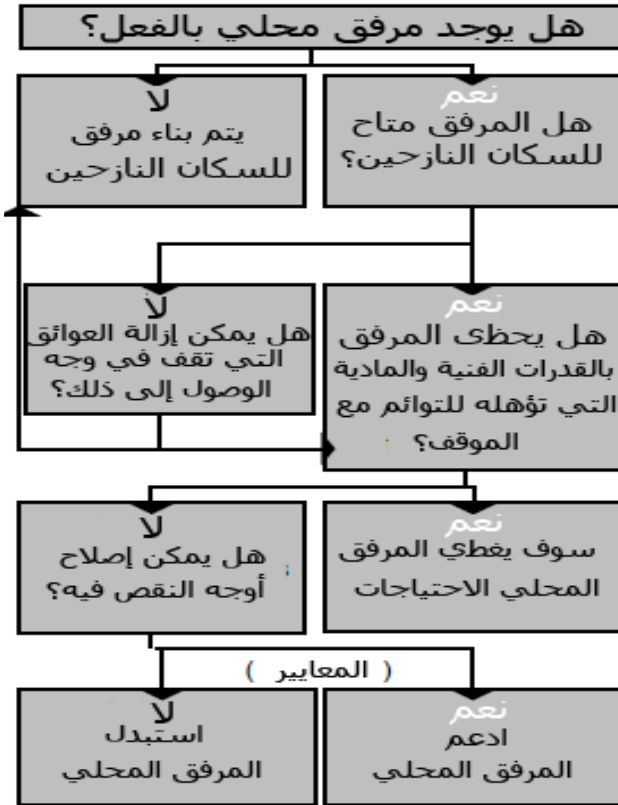 هل يوجد مرفق محلي بالفعل؟
نعم
هل المرفق متاح
للسكان النازحين؟
لا
يتم بناء مرفق
للسكان النازحين
نعم
هل يحظى المرفق
بالقدرات الفنية والمادية
التي تؤهله للتوائم مع
الموقف؟
لا
هل يمكن إزالة العوائق
التي تقف في وجه
الوصول إلى ذلك؟
نعم
سوف يغطي المرفق
المحلي الاحتياجات
لا
هل يمكن إصلاح
أوجه النقص فيه؟
( المعايير )
نعم
ادعم
المرفق المحلي
لا
استبدل
المرفق المحلي